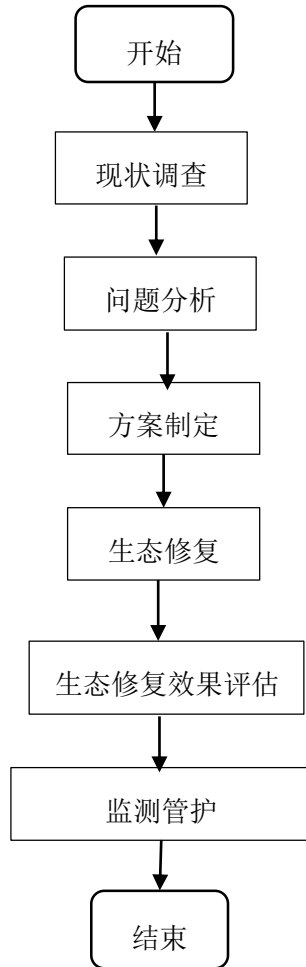 开始
现状调查
问题分析
方案制定
生态修复
生态修复效果评估
监测管护
结束